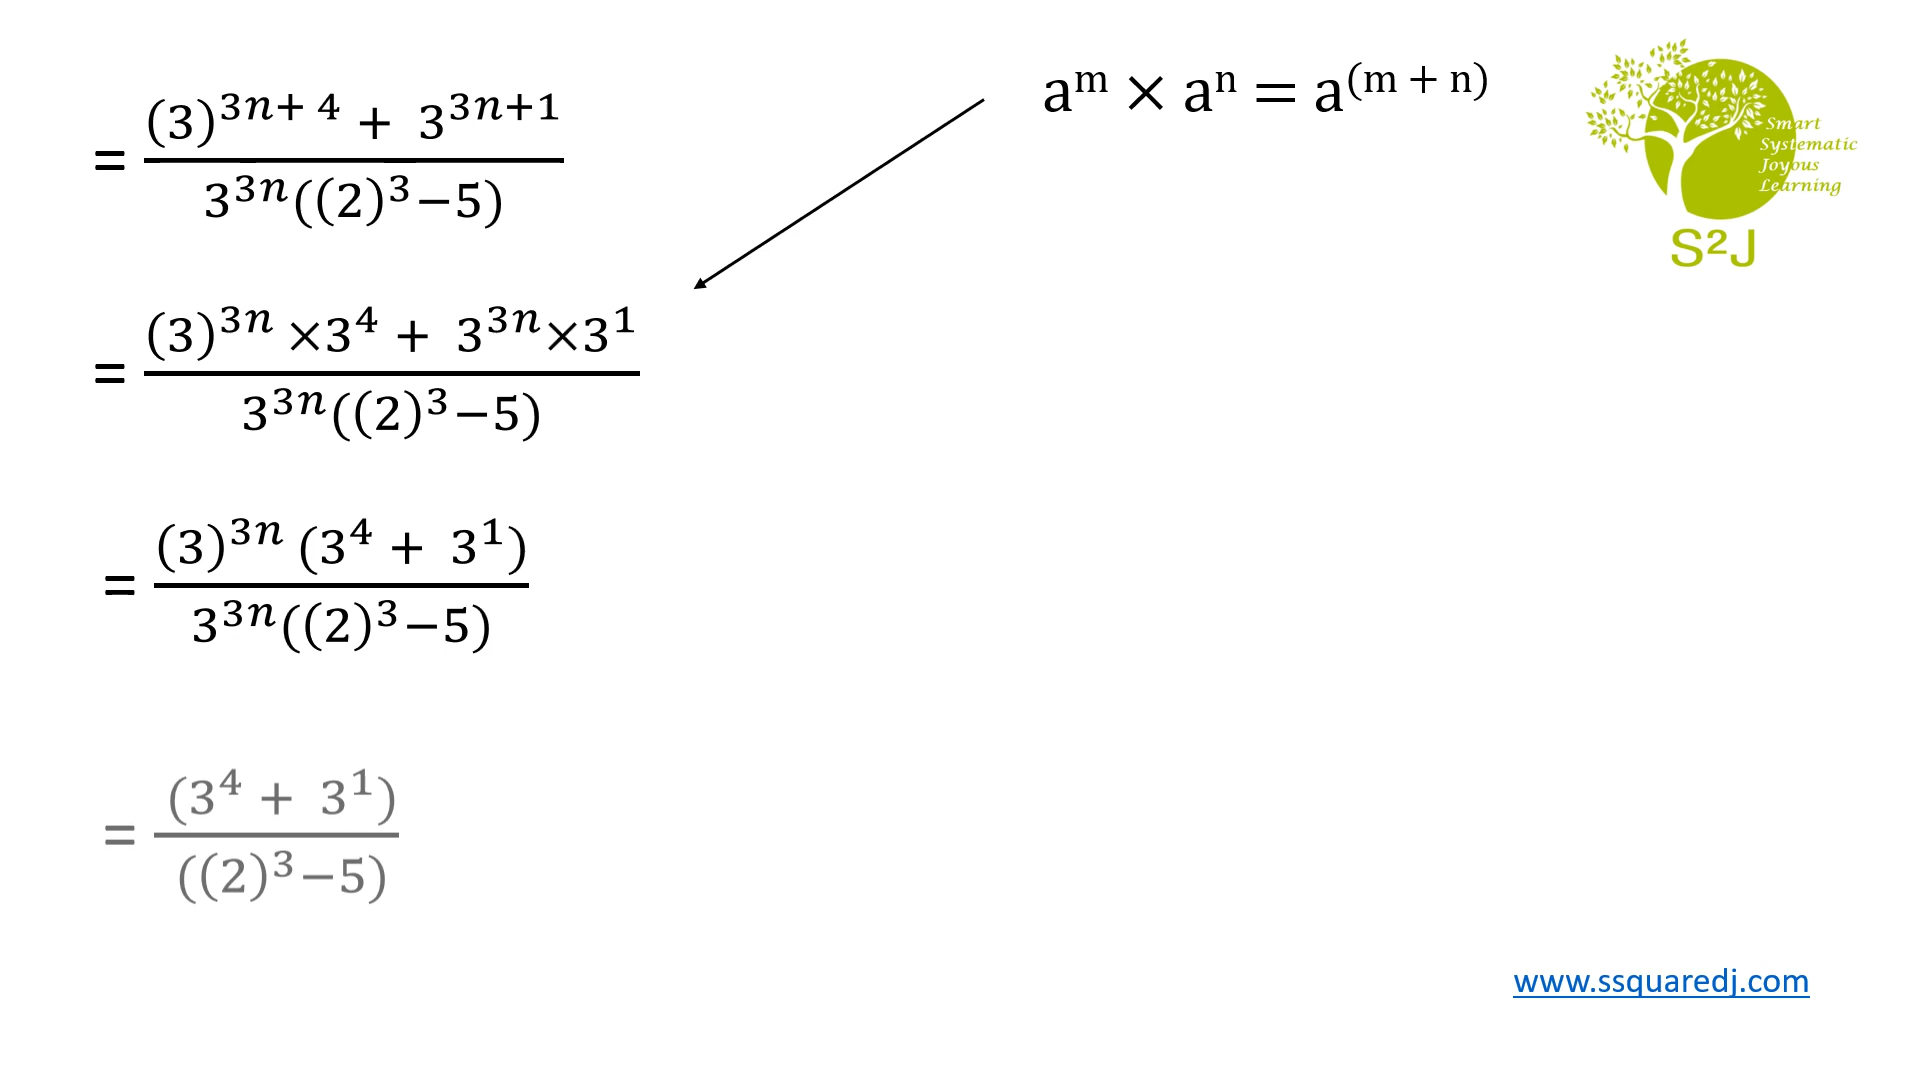 = ((3)^(3n+ 4) + 3^(3n+1)) / (3^(3n)((2)^3−5))
aᵐ × aⁿ = a⁽ᵐ ⁺ ⁿ⁾
Smart
Systematic
Joyous
Learning
S²J
= ((3)^(3n) ×3^4 + 3^(3n)×3^1) / (3^(3n)((2)^3−5))
= ((3)^(3n) (3^4 + 3^1)) / (3^(3n)((2)^3−5))
= (3^4 + 3^1) / ((2)^3−5)
www.ssquaredj.com